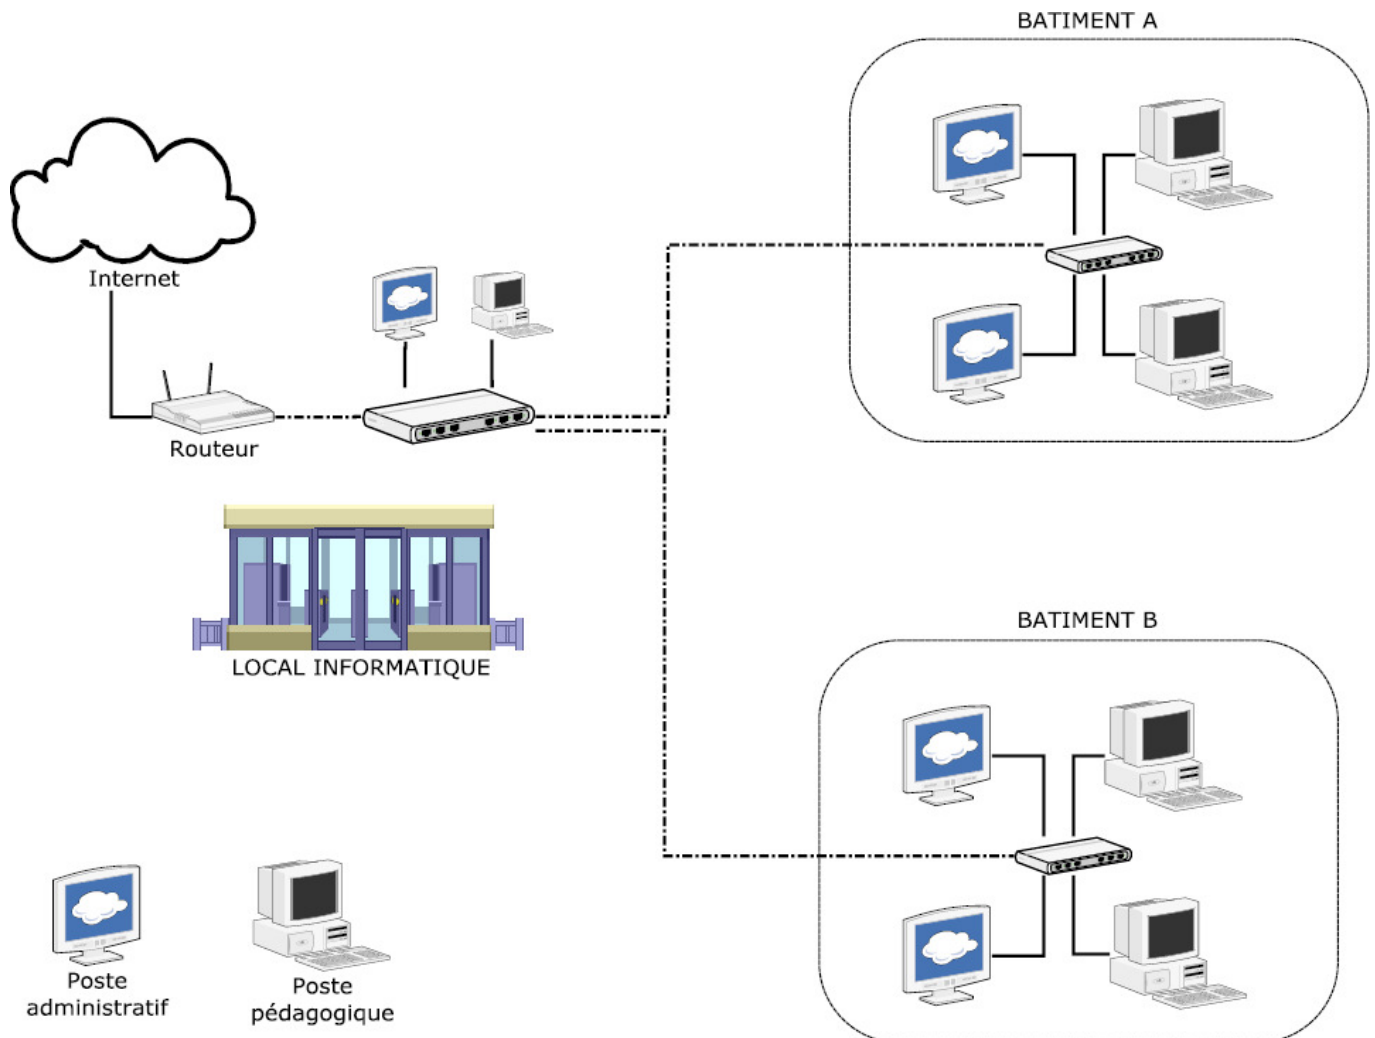 BATIMENT A
Internet
Routeur
LOCAL INFORMATIQUE
BATIMENT B
Poste
administratif
Poste
pédagogique